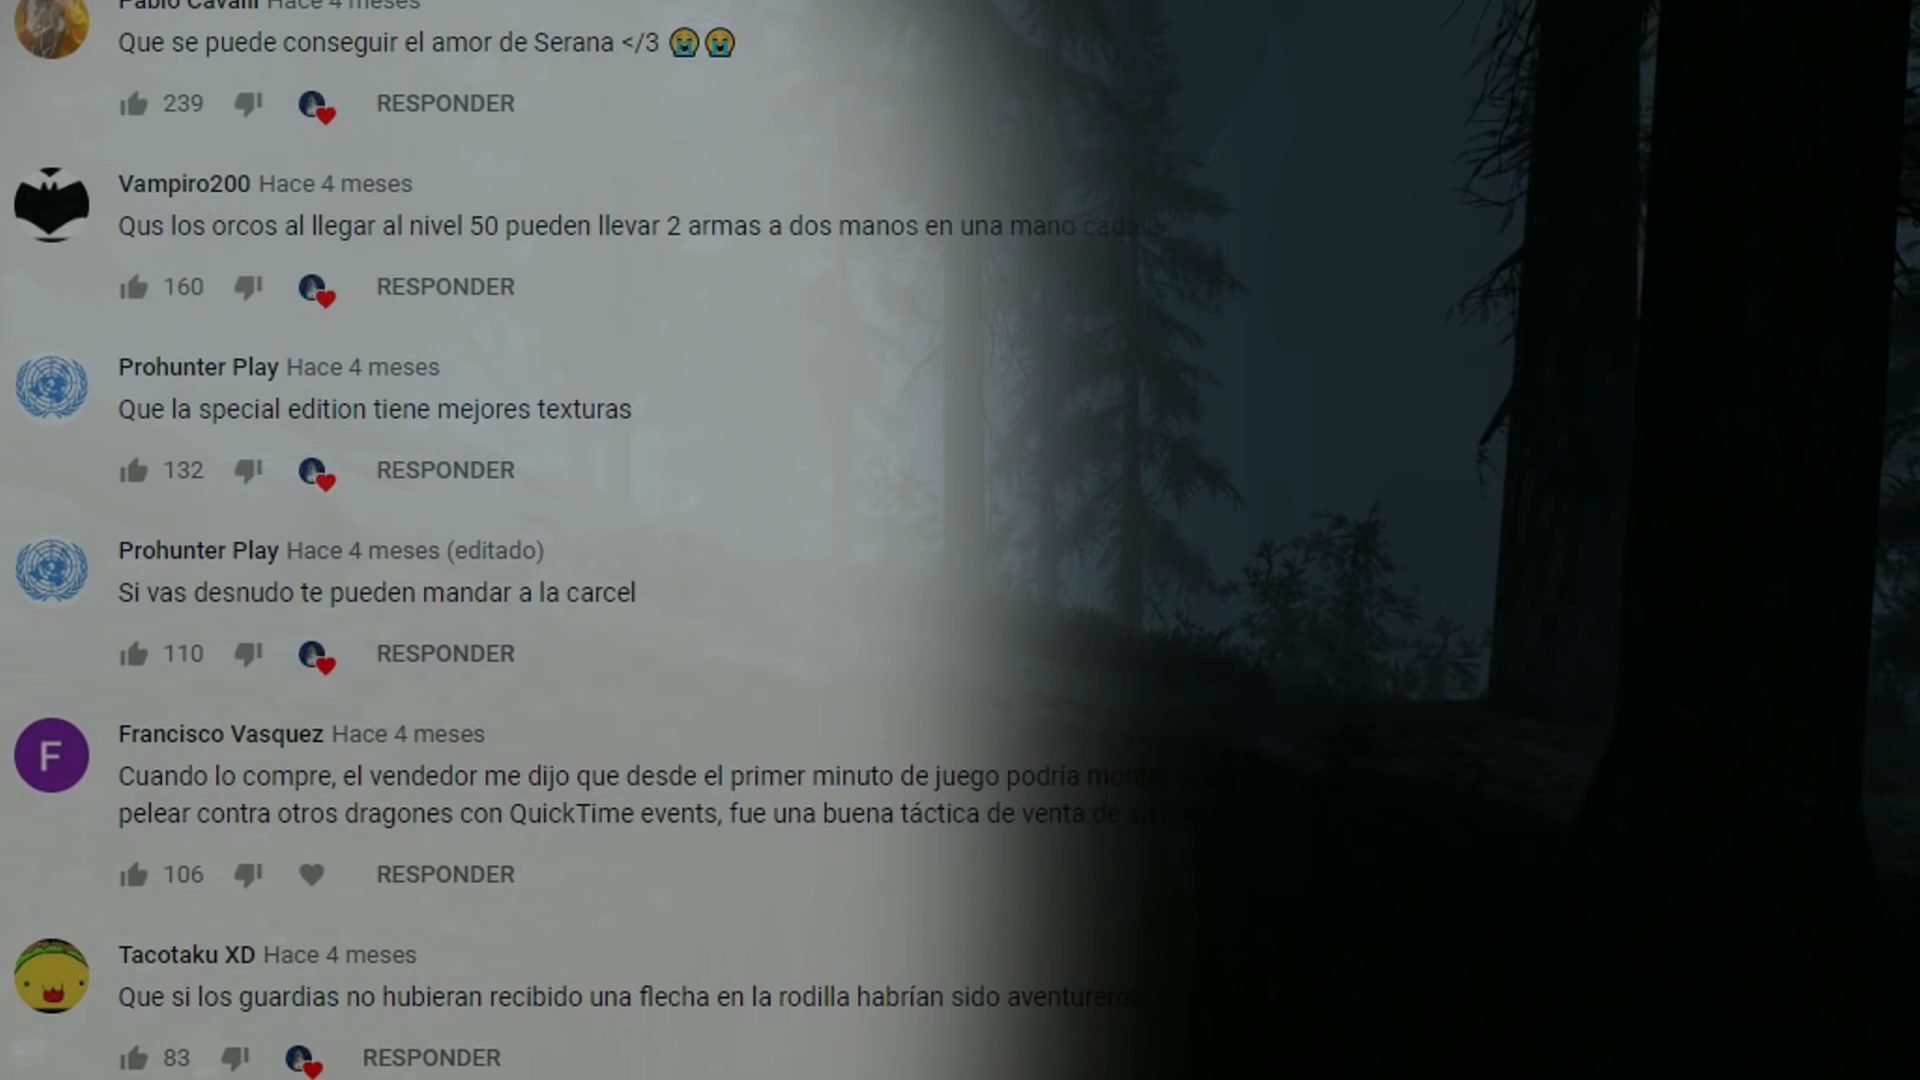 Pablo Cavalli Hace 4 meses
Que se puede conseguir el amor de Serana </3 😭😭
239 RESPONDER
Vampiro200 Hace 4 meses
Qus los orcos al llegar al nivel 50 pueden llevar 2 armas a dos manos en una mano cada
160 RESPONDER
Prohunter Play Hace 4 meses
Que la special edition tiene mejores texturas
132 RESPONDER
Prohunter Play Hace 4 meses (editado)
Si vas desnudo te pueden mandar a la carcel
110 RESPONDER
F
Francisco Vasquez Hace 4 meses
Cuando lo compre, el vendedor me dijo que desde el primer minuto de juego podría
pelear contra otros dragones con QuickTime events, fue una buena táctica de venta de
106 RESPONDER
Tacotaku XD Hace 4 meses
Que si los guardias no hubieran recibido una flecha en la rodilla habrían sido
83 RESPONDER